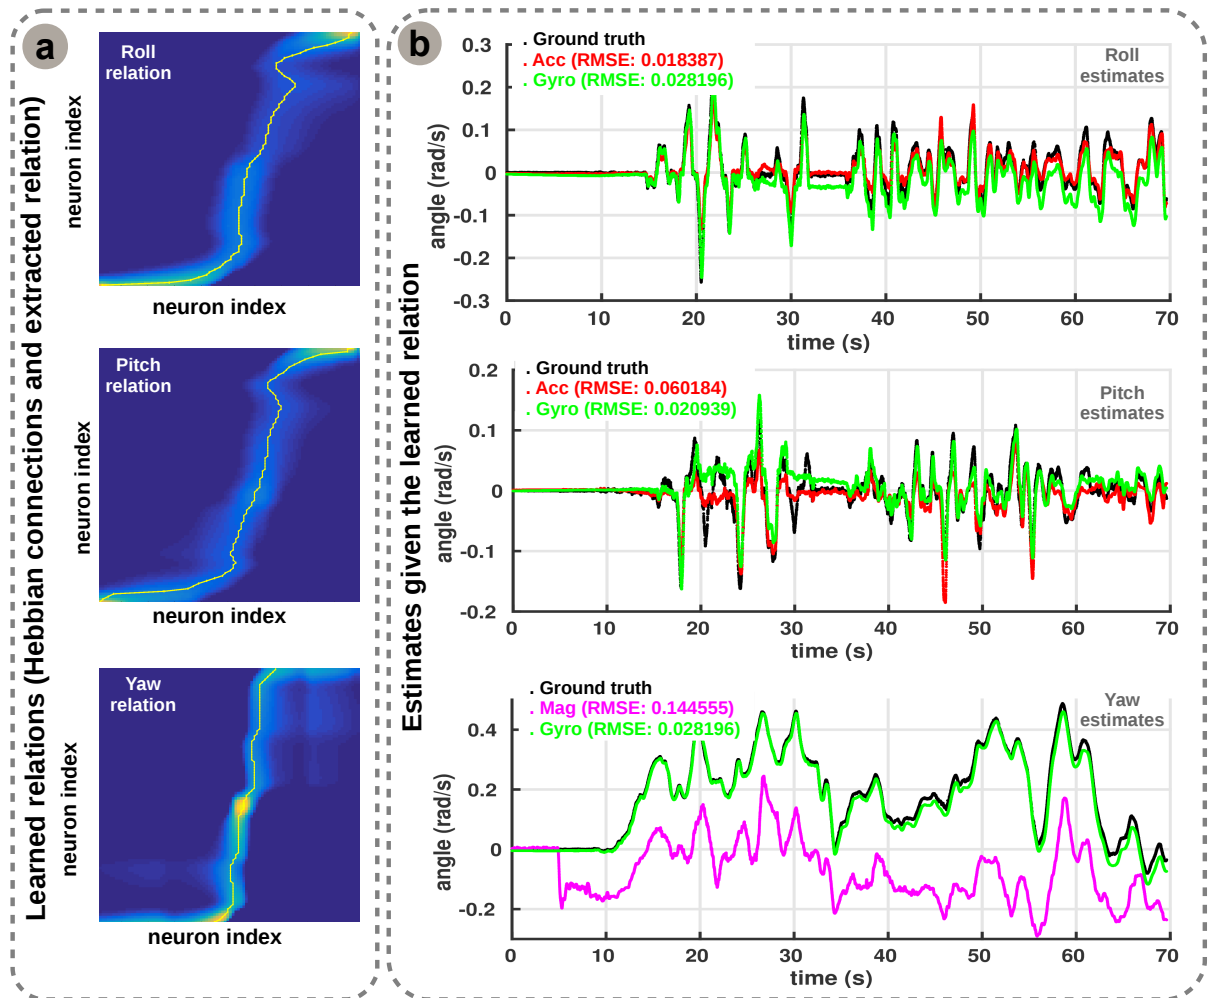 a
Learned relations (Hebbian connections and extracted relation)
Roll
relation
neuron index
neuron index
Pitch
relation
neuron index
neuron index
Yaw
relation
neuron index
neuron index
b
Estimates given the learned relation
. Ground truth
. Acc (RMSE: 0.018387)
. Gyro (RMSE: 0.028196)
Roll
estimates
angle (rad/s)
0.3
0.2
0.1
0
-0.1
-0.2
-0.3
0 10 20 30 40 50 60 70
time (s)
. Ground truth
. Acc (RMSE: 0.060184)
. Gyro (RMSE: 0.020939)
Pitch
estimates
angle (rad/s)
0.2
0.1
0
-0.1
-0.2
0 10 20 30 40 50 60 70
time (s)
. Ground truth
. Mag (RMSE: 0.144555)
. Gyro (RMSE: 0.028196)
Yaw
estimates
angle (rad/s)
0.4
0.2
0
-0.2
0 10 20 30 40 50 60 70
time (s)